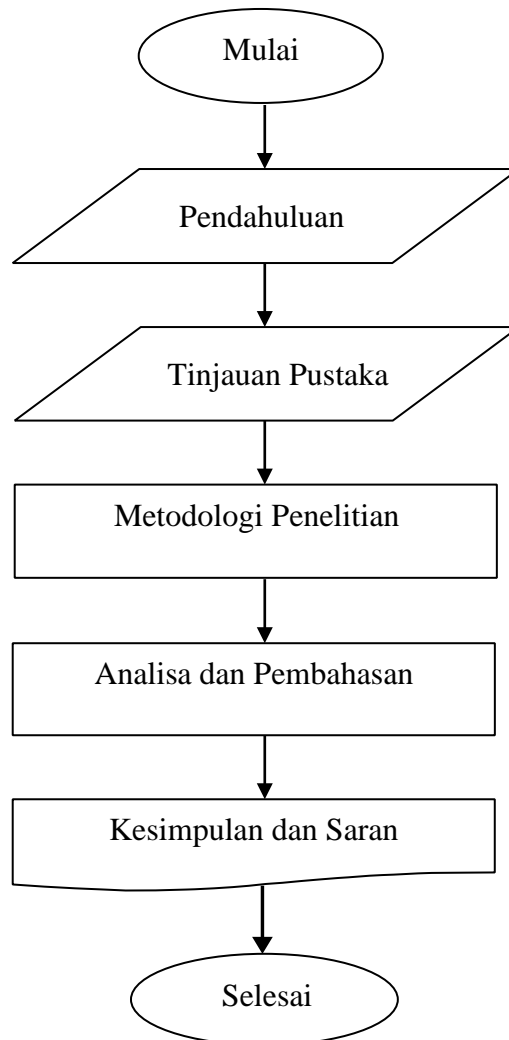 Mulai
Pendahuluan
Tinjauan Pustaka
Metodologi Penelitian
Analisa dan Pembahasan
Kesimpulan dan Saran
Selesai